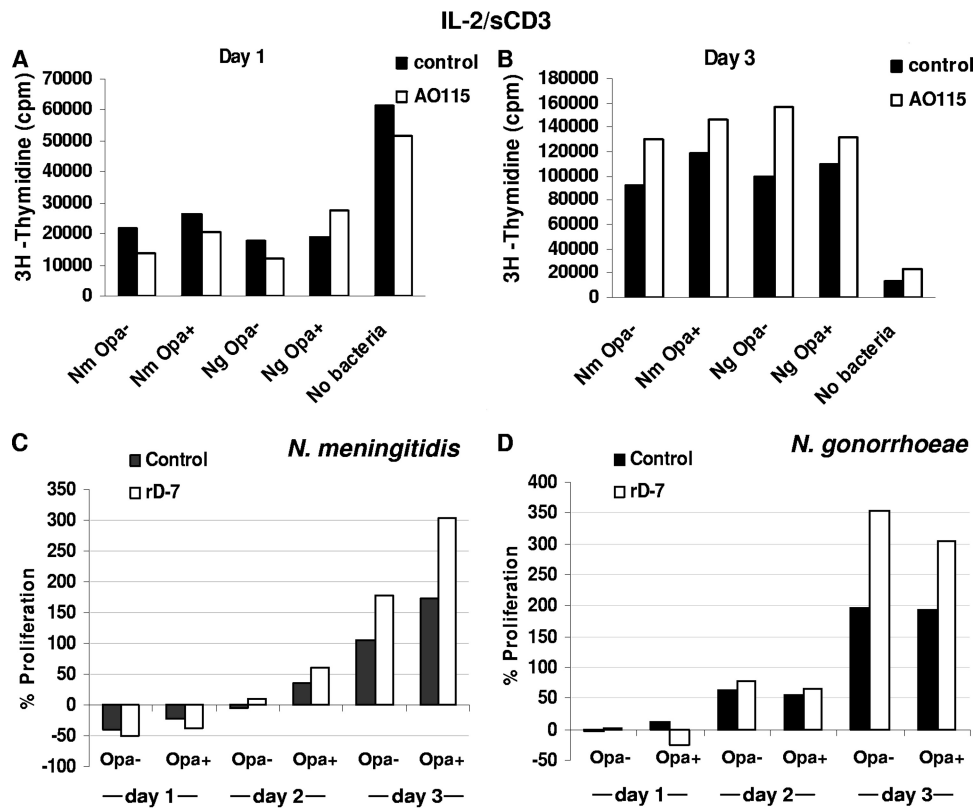 IL-2/sCD3
A
Day 1
control
AO115
3H -Thymidine (cpm)
70000
60000
50000
40000
30000
20000
10000
0
Nm Opa-
Nm Opa+
Ng Opa-
Ng Opa+
No bacteria
B
Day 3
control
AO115
3H -Thymidine (cpm)
180000
160000
140000
120000
100000
80000
60000
40000
20000
0
Nm Opa-
Nm Opa+
Ng Opa-
Ng Opa+
No bacteria
C
N. meningitidis
Control
rD-7
% Proliferation
350
300
250
200
150
100
50
0
-50
-100
Opa- Opa+ Opa- Opa+ Opa- Opa+
day 1 day 2 day 3
D
N. gonorrhoeae
Control
rD-7
% Proliferation
400
350
300
250
200
150
100
50
0
-50
Opa- Opa+ Opa- Opa+ Opa- Opa+
day 1 day 2 day 3